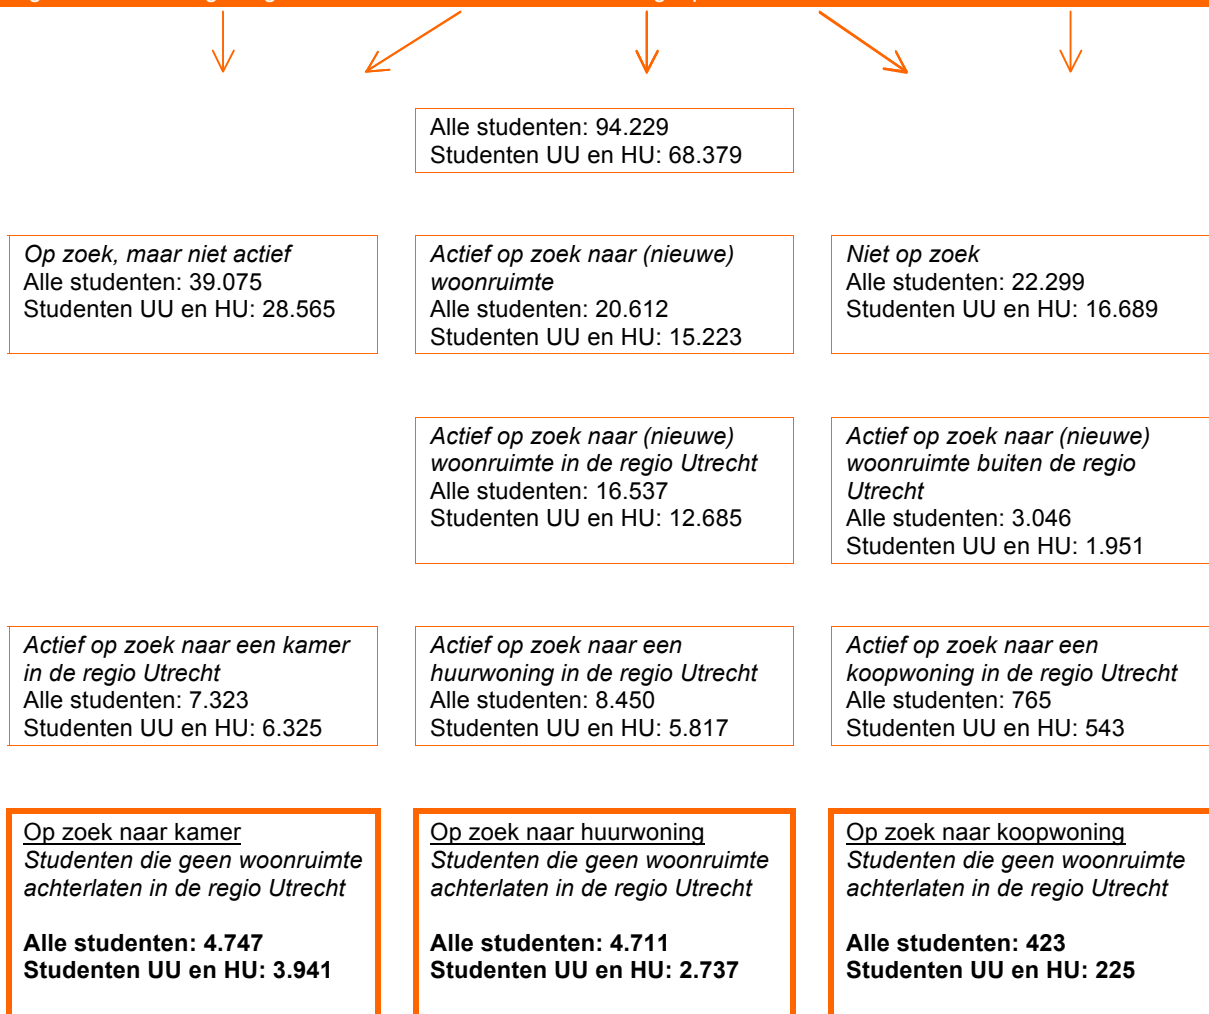 Alle studenten: 94.229
Studenten UU en HU: 68.379
Op zoek, maar niet actief
Alle studenten: 39.075
Studenten UU en HU: 28.565
Actief op zoek naar (nieuwe)
woonruimte
Alle studenten: 20.612
Studenten UU en HU: 15.223
Niet op zoek
Alle studenten: 22.299
Studenten UU en HU: 16.689
Actief op zoek naar (nieuwe)
woonruimte in de regio Utrecht
Alle studenten: 16.537
Studenten UU en HU: 12.685
Actief op zoek naar (nieuwe)
woonruimte buiten de regio
Utrecht
Alle studenten: 3.046
Studenten UU en HU: 1.951
Actief op zoek naar een kamer
in de regio Utrecht
Alle studenten: 7.323
Studenten UU en HU: 6.325
Actief op zoek naar een
huurwoning in de regio Utrecht
Alle studenten: 8.450
Studenten UU en HU: 5.817
Actief op zoek naar een
koopwoning in de regio Utrecht
Alle studenten: 765
Studenten UU en HU: 543
Op zoek naar kamer
Studenten die geen woonruimte
achterlaten in de regio Utrecht
Alle studenten: 4.747
Studenten UU en HU: 3.941
Op zoek naar huurwoning
Studenten die geen woonruimte
achterlaten in de regio Utrecht
Alle studenten: 4.711
Studenten UU en HU: 2.737
Op zoek naar koopwoning
Studenten die geen woonruimte
achterlaten in de regio Utrecht
Alle studenten: 423
Studenten UU en HU: 225